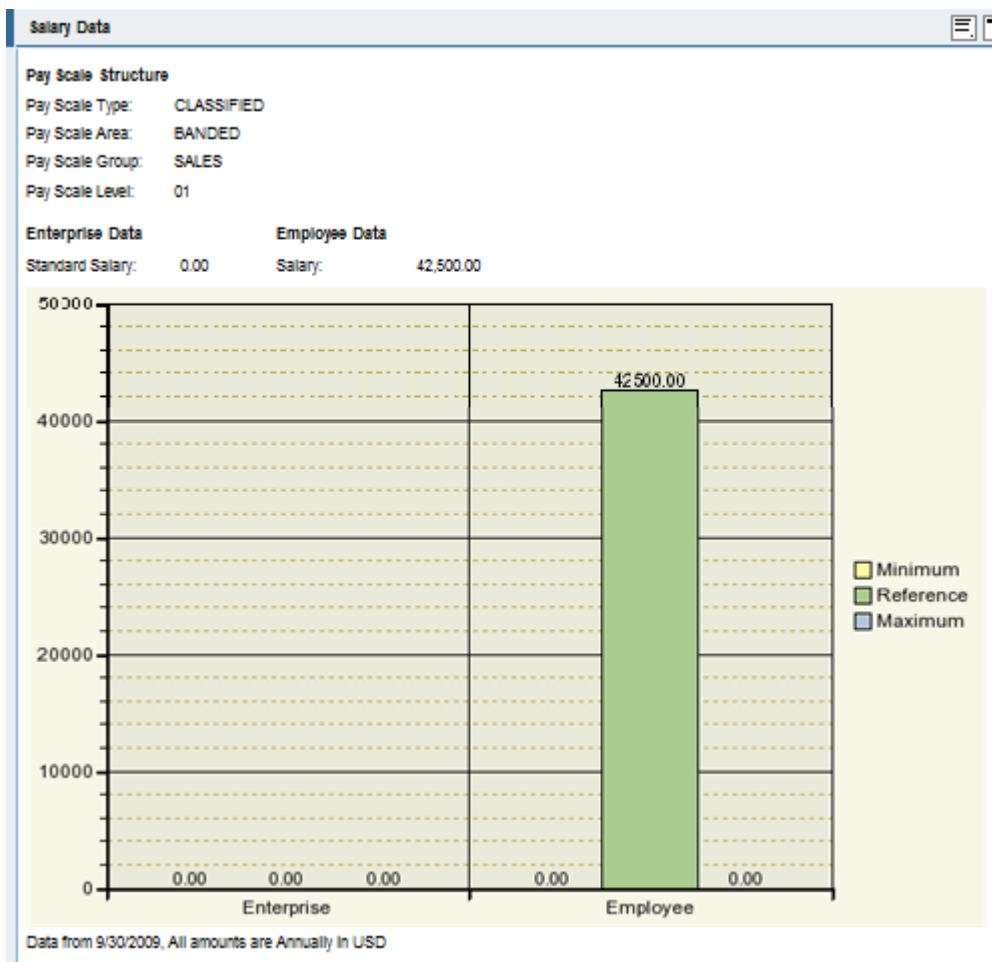 Salary Data
Pay Scale Structure
Pay Scale Type: CLASSIFIED
Pay Scale Area: BANDED
Pay Scale Group: SALES
Pay Scale Level: 01
Enterprise Data Employee Data
Standard Salary: 0.00 Salary: 42,500.00
50000
42500.00
40000
30000
Minimum
Reference
Maximum
20000
10000
0.00 0.00 0.00 0.00 0.00
0
Enterprise Employee
Data from 9/30/2009, All amounts are Annually in USD